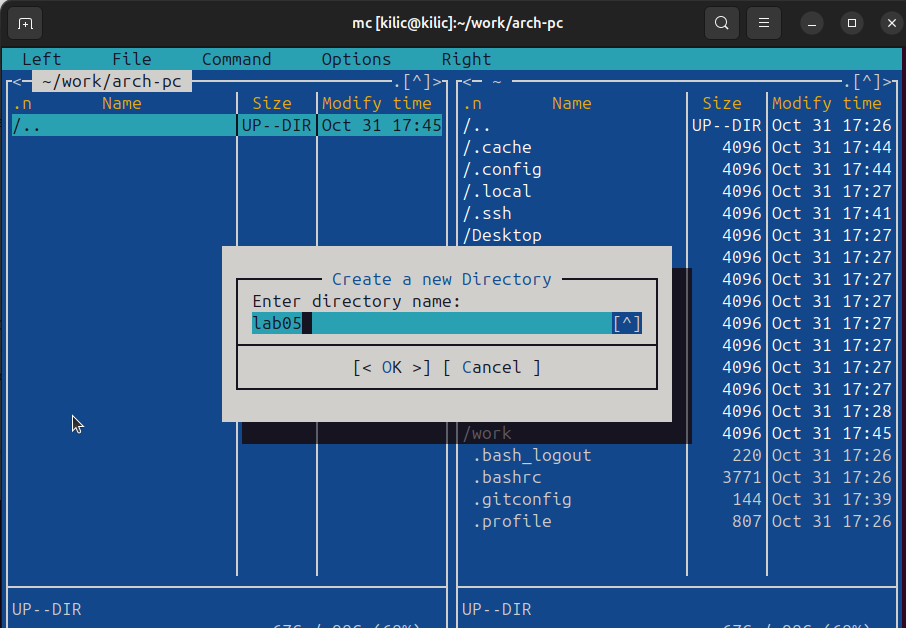 mc [kilic@kilic]:~/work/arch-pc
Left File Command Options Right
<─ ~/work/arch-pc .[^]>
.n Name Size Modify time
/.. UP--DIR Oct 31 17:45
UP--DIR
<─ ~ .[^]>
.n Name Size Modify time
/.. UP--DIR Oct 31 17:26
/.cache 4096 Oct 31 17:44
/.config 4096 Oct 31 17:44
/.local 4096 Oct 31 17:27
/.ssh 4096 Oct 31 17:41
/Desktop 4096 Oct 31 17:27
4096 Oct 31 17:27
4096 Oct 31 17:27
4096 Oct 31 17:27
4096 Oct 31 17:27
4096 Oct 31 17:27
4096 Oct 31 17:27
4096 Oct 31 17:27
4096 Oct 31 17:28
/work 4096 Oct 31 17:45
.bash_logout 220 Oct 31 17:26
.bashrc 3771 Oct 31 17:26
.gitconfig 144 Oct 31 17:39
.profile 807 Oct 31 17:26
UP--DIR
Create a new Directory
Enter directory name:
lab05 [^]
[< OK >] [ Cancel ]